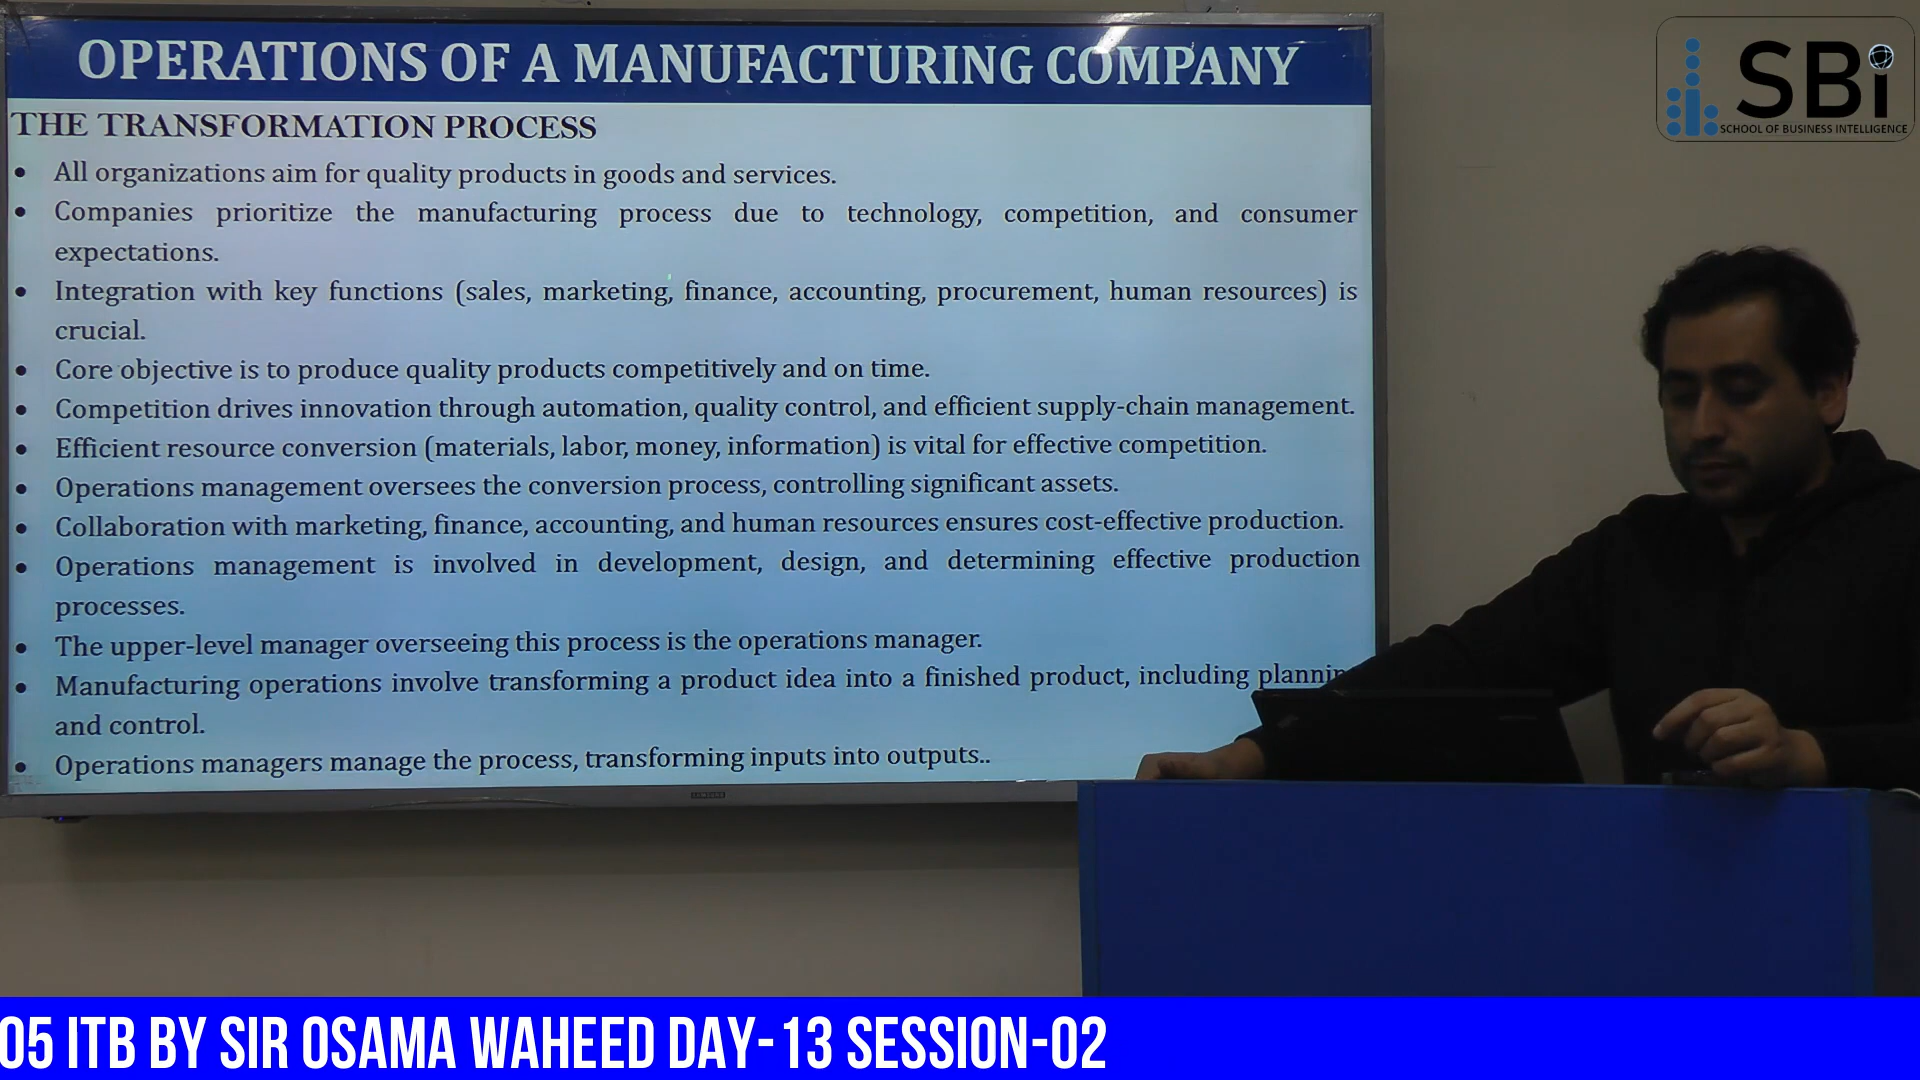 OPERATIONS OF A MANUFACTURING COMPANY
THE TRANSFORMATION PROCESS
• All organizations aim for quality products in goods and services.
• Companies prioritize the manufacturing process due to technology, competition, and consumer
expectations.
• Integration with key functions (sales, marketing, finance, accounting, procurement, human resources) is
crucial.
• Core objective is to produce quality products competitively and on time.
• Competition drives innovation through automation, quality control, and efficient supply-chain management.
• Efficient resource conversion (materials, labor, money, information) is vital for effective competition.
• Operations management oversees the conversion process, controlling significant assets.
• Collaboration with marketing, finance, accounting, and human resources ensures cost-effective production.
• Operations management is involved in development, design, and determining effective production
processes.
• The upper-level manager overseeing this process is the operations manager.
• Manufacturing operations involve transforming a product idea into a finished product, including plannin
and control.
• Operations managers manage the process, transforming inputs into outputs..
SAMSUNG
SBi
SCHOOL OF BUSINESS INTELLIGENCE
05 ITB BY SIR OSAMA WAHEED DAY-13 SESSION-02